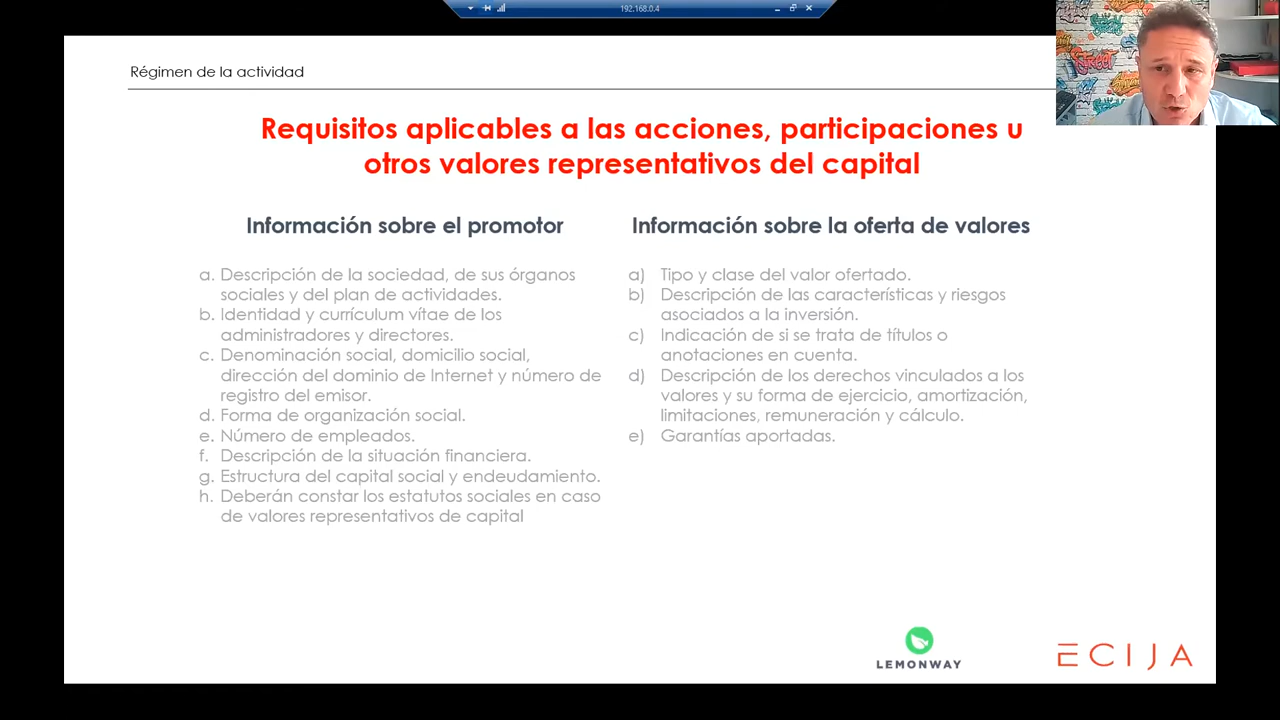 192.168.0.4
Régimen de la actividad
Requisitos aplicables a las acciones, participaciones u
otros valores representativos del capital
Información sobre el promotor
a. Descripción de la sociedad, de sus órganos
sociales y del plan de actividades.
b. Identidad y currículum vítae de los
administradores y directores.
c. Denominación social, domicilio social,
dirección del dominio de Internet y número de
registro del emisor.
d. Forma de organización social.
e. Número de empleados.
f. Descripción de la situación financiera.
g. Estructura del capital social y endeudamiento.
h. Deberán constar los estatutos sociales en caso
de valores representativos de capital
Información sobre la oferta de valores
a) Tipo y clase del valor ofertado.
b) Descripción de las características y riesgos
asociados a la inversión.
c) Indicación de si se trata de títulos o
anotaciones en cuenta.
d) Descripción de los derechos vinculados a los
valores y su forma de ejercicio, amortización,
limitaciones, remuneración y cálculo.
e) Garantías aportadas.
LEMONWAY
ECIJA